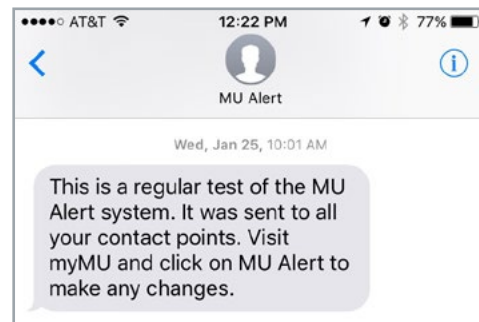 AT&T 12:22 PM 77%
MU Alert
Wed, Jan 25, 10:01 AM
This is a regular test of the MU
Alert system. It was sent to all
your contact points. Visit
myMU and click on MU Alert to
make any changes.